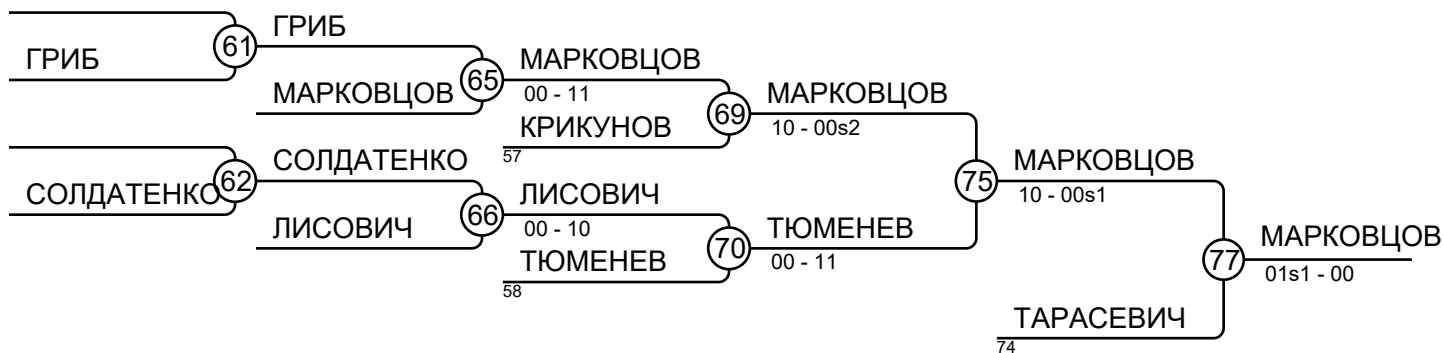 ГРИБ
61
ГРИБ
МАРКОВЦОВ
65
МАРКОВЦОВ
00 - 11
КРИКУНОВ
57
69
МАРКОВЦОВ
10 - 00s2
СОЛДАТЕНКО
62
СОЛДАТЕНКО
ЛИСОВИЧ
66
ЛИСОВИЧ
00 - 10
ТЮМЕНЕВ
58
70
ТЮМЕНЕВ
00 - 11
75
МАРКОВЦОВ
10 - 00s1
ТАРАСЕВИЧ
74
77
МАРКОВЦОВ
01s1 - 00